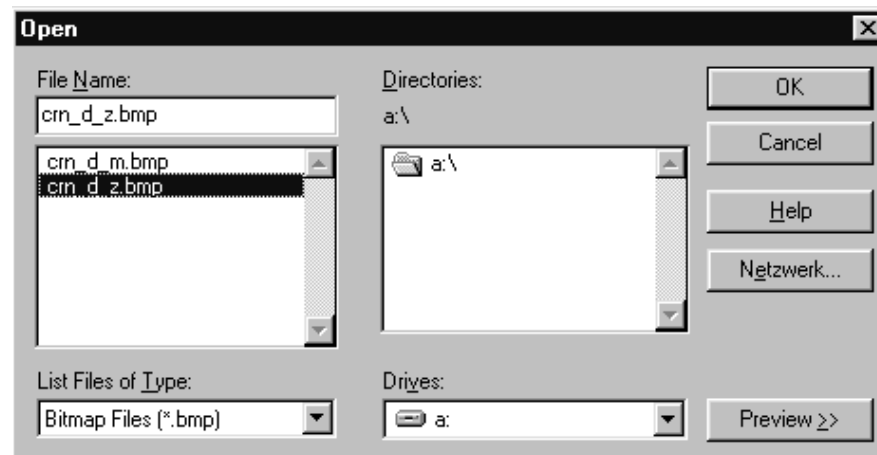 Open
File Name:
crn_d_z.bmp
crn_d_m.bmp
crn_d_z.bmp
List Files of Type:
Bitmap Files (*.bmp)
Directories:
a:\
a:\
Drives:
a:
OK
Cancel
Help
Netzwerk...
Preview >>